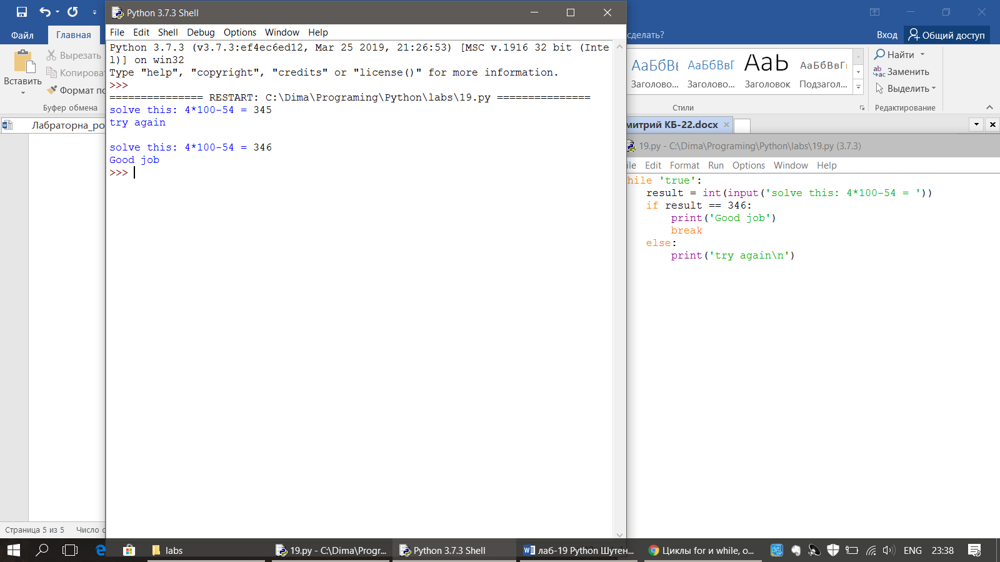 Python 3.7.3 Shell
File Edit Shell Debug Options Window Help
Python 3.7.3 (v3.7.3:ef4ec6ed12, Mar 25 2019, 21:26:53) [MSC v.1916 32 bit (Inte
l)] on win32
Type "help", "copyright", "credits" or "license()" for more information.
>>>
=============== RESTART: C:\Dima\Programing\Python\labs\19.py ===============
solve this: 4*100-54 = 345
try again
solve this: 4*100-54 = 346
Good job
>>>
Файл Главная
сделать?
Вход Общий доступ
Вставить
Вырезать
Копироват
Формат по
Буфер обмена
АаБбВг АаБбВвГ АаБ АаБбВвГг
Заголово... Заголово... Заголовок Подзагол...
Стили
Найти
Заменить
Выделить
Редактирование
Лабраторна_ро
митрий КБ-22.docx
19.py - C:\Dima\Programing\Python\labs\19.py (3.7.3)
ile Edit Format Run Options Window Help
hile 'true':
result = int(input('solve this: 4*100-54 = '))
if result == 346:
print('Good job')
break
else:
print('try again\n')
Страница 5 из 5 Число с
labs
19.py - C:\Dima\Progr...
Python 3.7.3 Shell
лаб-19 Python Шутен...
Циклы for и while, о...
ENG 23:38